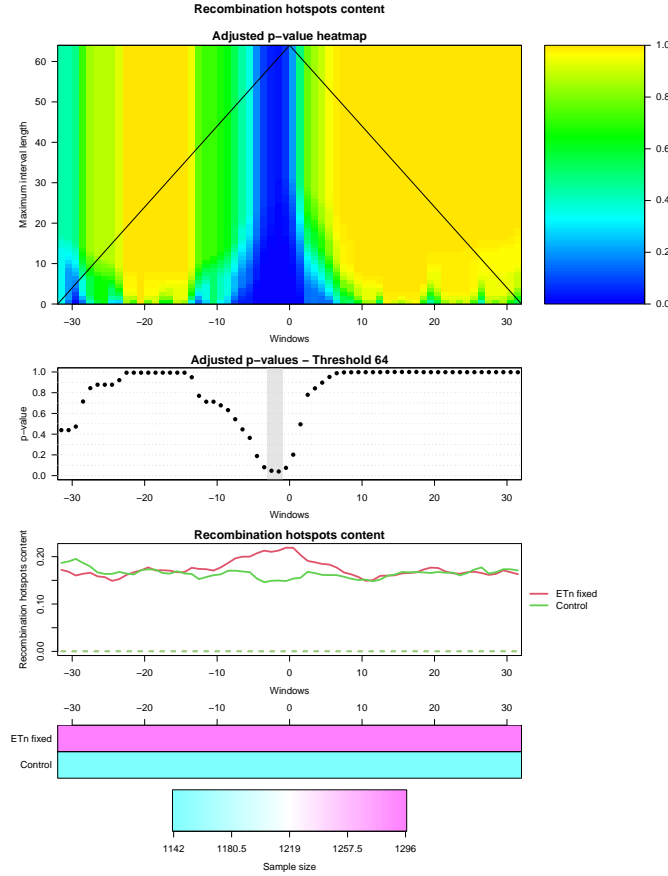 Recombination hotspots content
Adjusted p−value heatmap
Maximum interval length
60
50
40
30
20
10
0
−30 −20 −10 0 10 20 30
Windows
1.0
0.8
0.6
0.4
0.2
0.0
Adjusted p−values − Threshold 64
p−value
1.0
0.8
0.6
0.4
0.2
0.0
−30 −20 −10 0 10 20 30
Windows
Recombination hotspots content
Recombination hotspots content
0.20
0.10
0.00
−30 −20 −10 0 10 20 30
Windows
ETn fixed
Control
−30 −20 −10 0 10 20 30
ETn fixed
Control
1142 1180.5 1219 1257.5 1296
Sample size